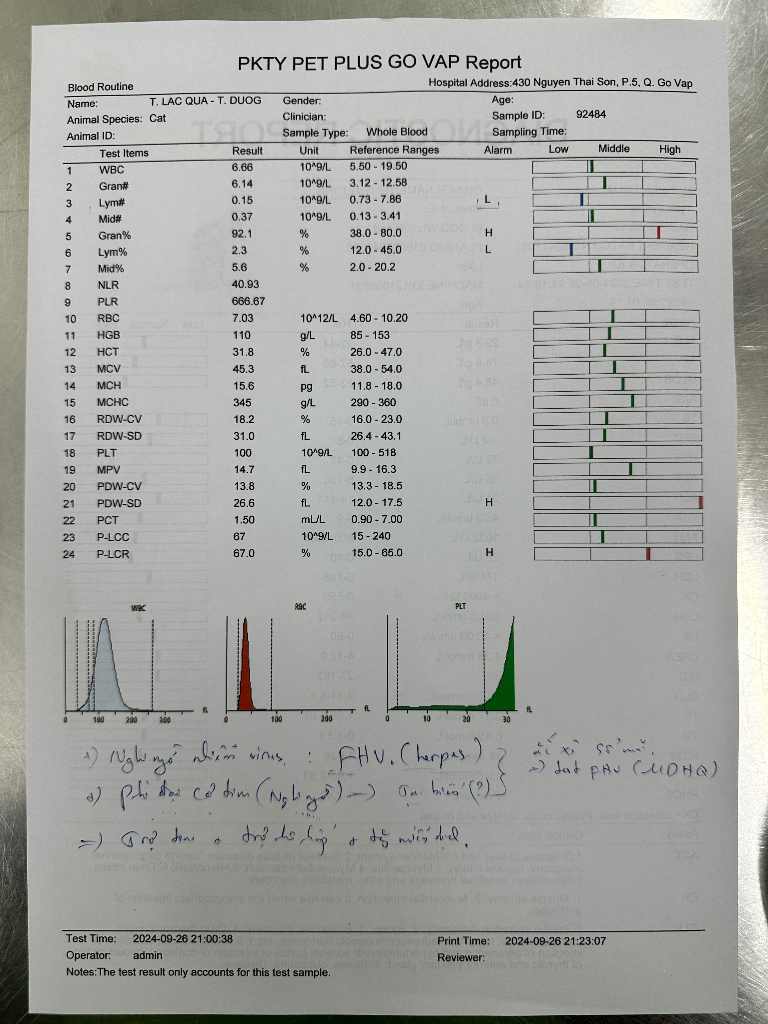 PKTY PET PLUS GO VAP Report
Blood Routine Hospital Address:430 Nguyen Thai Son, P.5, Q. Go Vap
Name: T. LAC QUA - T. DUOG Gender: Age:
Animal Species: Cat Clinician: Sample ID: 92484
Animal ID: Sample Type: Whole Blood Sampling Time:
Test Items Result Unit Reference Ranges Alarm Low Middle High
1 WBC 6.66 10^9/L 5.50 - 19.50
2 Gran# 6.14 10^9/L 3.12 - 12.58
3 Lym# 0.15 10^9/L 0.73 - 7.86 L
4 Mid# 0.37 10^9/L 0.13 - 3.41
5 Gran% 92.1 % 38.0 - 80.0 H
6 Lym% 2.3 % 12.0 - 45.0 L
7 Mid% 5.6 % 2.0 - 20.2
8 NLR 40.93
9 PLR 666.67
10 RBC 7.03 10^12/L 4.60 - 10.20
11 HGB 110 g/L 85 - 153
12 HCT 31.8 % 26.0 - 47.0
13 MCV 45.3 fL 38.0 - 54.0
14 MCH 15.6 pg 11.8 - 18.0
15 MCHC 345 g/L 290 - 360
16 RDW-CV 18.2 % 16.0 - 23.0
17 RDW-SD 31.0 fL 26.4 - 43.1
18 PLT 100 10^9/L 100 - 518
19 MPV 14.7 fL 9.9 - 16.3
20 PDW-CV 13.8 % 13.3 - 18.5
21 PDW-SD 26.6 fL 12.0 - 17.5 H
22 PCT 1.50 mL/L 0.90 - 7.00
23 P-LCC 67 10^9/L 15 - 240
24 P-LCR 67.0 % 15.0 - 65.0 H
WBC RBC PLT
0 100 200 300 fL 0 100 200 fL 0 10 20 30 fL
Nghi ngờ nhiễm virus : FHV. (herpes)
Phì đại cơ tim (Nghi ngờ) => (?)
=> Trợ tim + trợ hô hấp +
Test Time: 2024-09-26 21:00:38 Print Time: 2024-09-26 21:23:07
Operator: admin Reviewer:
Notes:The test result only accounts for this test sample.